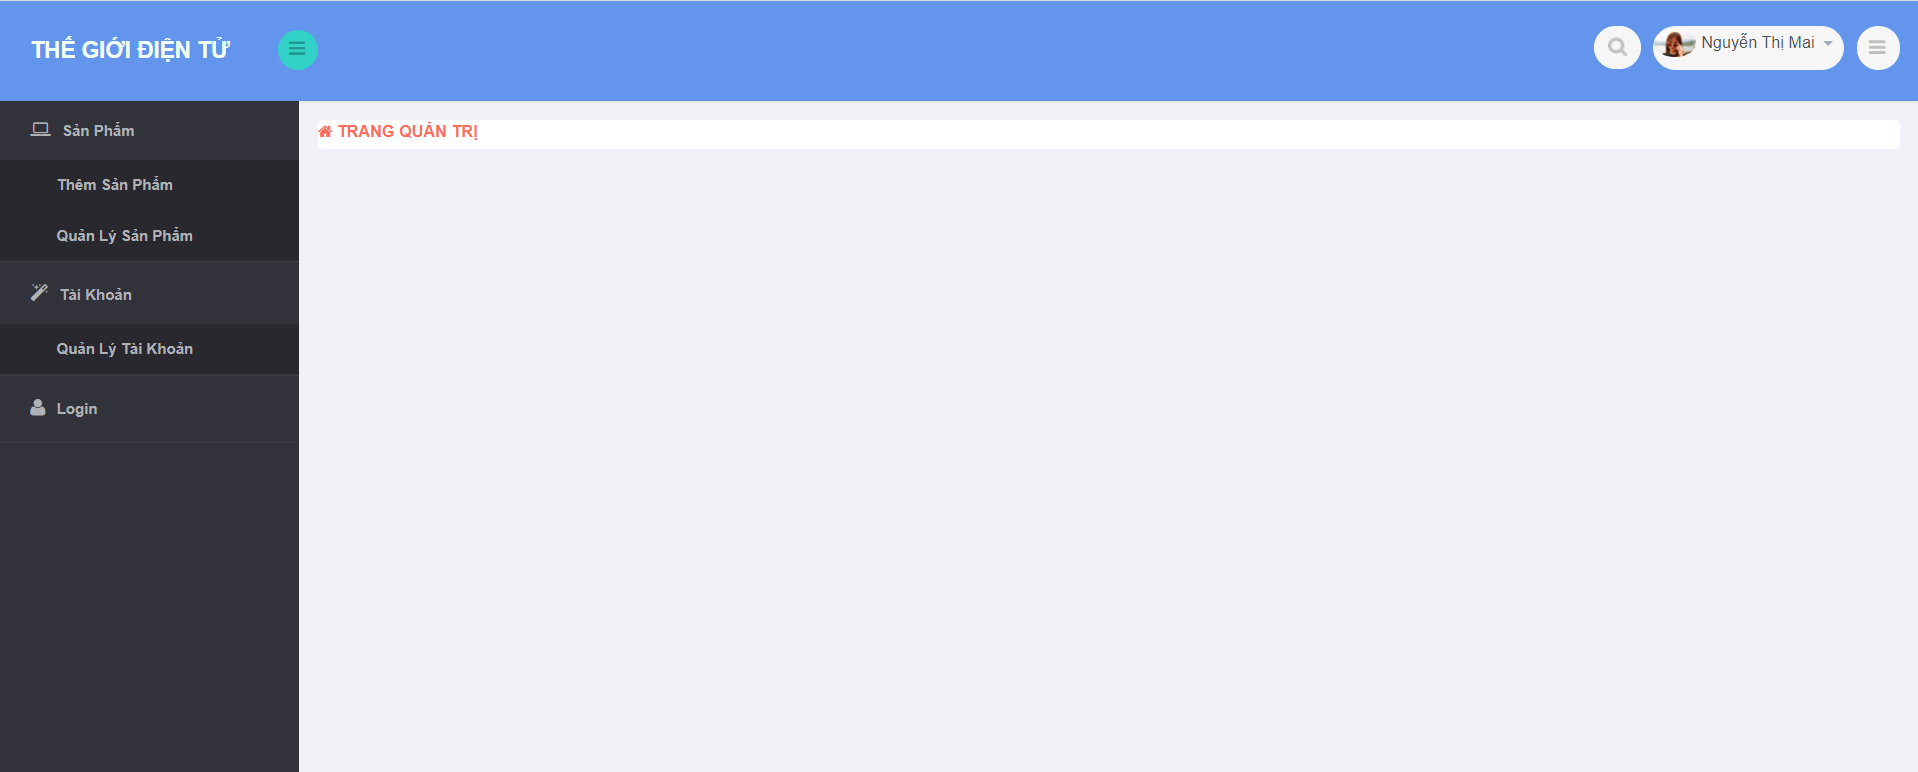 THẾ GIỚI ĐIỆN TỬ
Nguyễn Thị Mai
Sản Phẩm
TRANG QUẢN TRỊ
Thêm Sản Phẩm
Quản Lý Sản Phẩm
Tài Khoản
Quản Lý Tài Khoản
Login